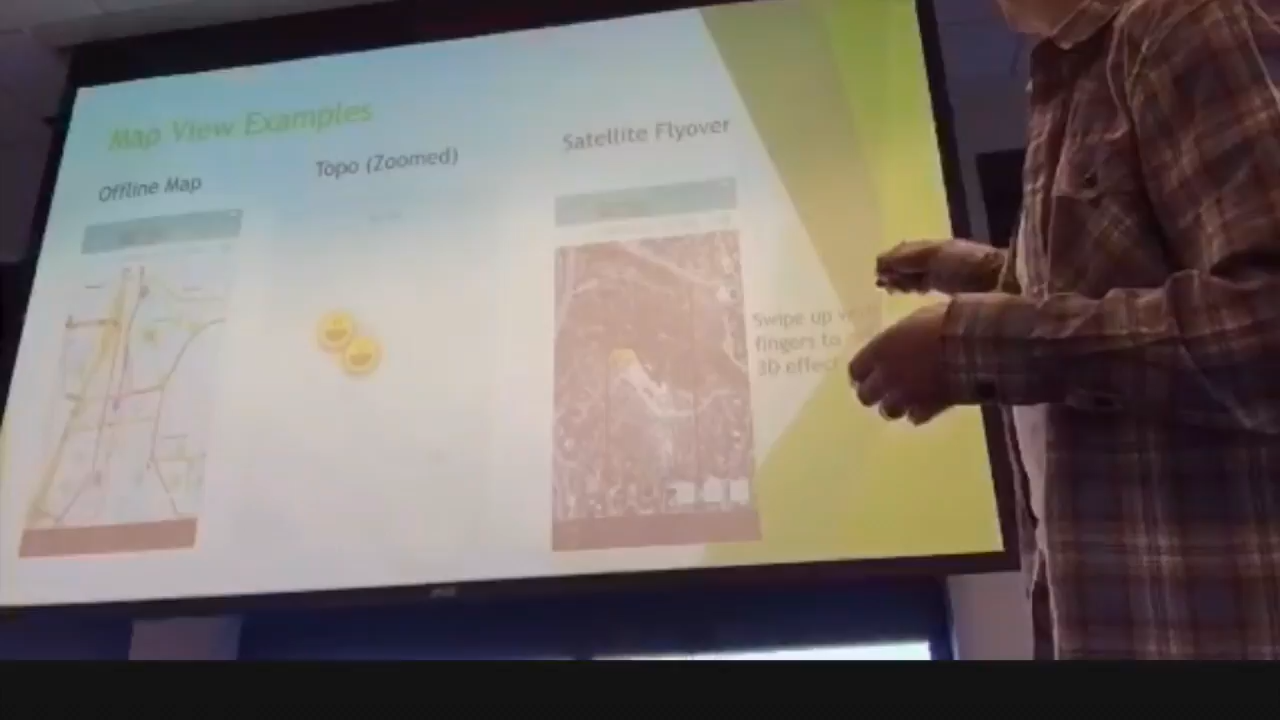 Map View Examples
Satellite Flyover
Topo (Zoomed)
Offline Map
Swipe up
fingers to
3D effect